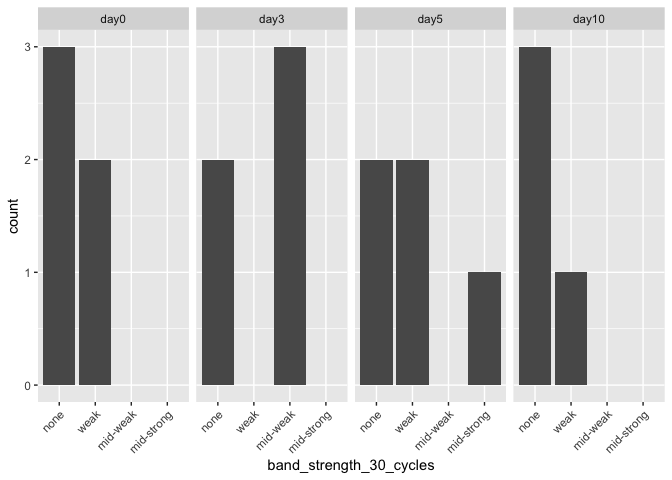 day0 day3 day5 day10
3
2
1
0
count
none weak mid-weak mid-strong none weak mid-weak mid-strong none weak mid-weak mid-strong none weak mid-weak mid-strong
band_strength_30_cycles